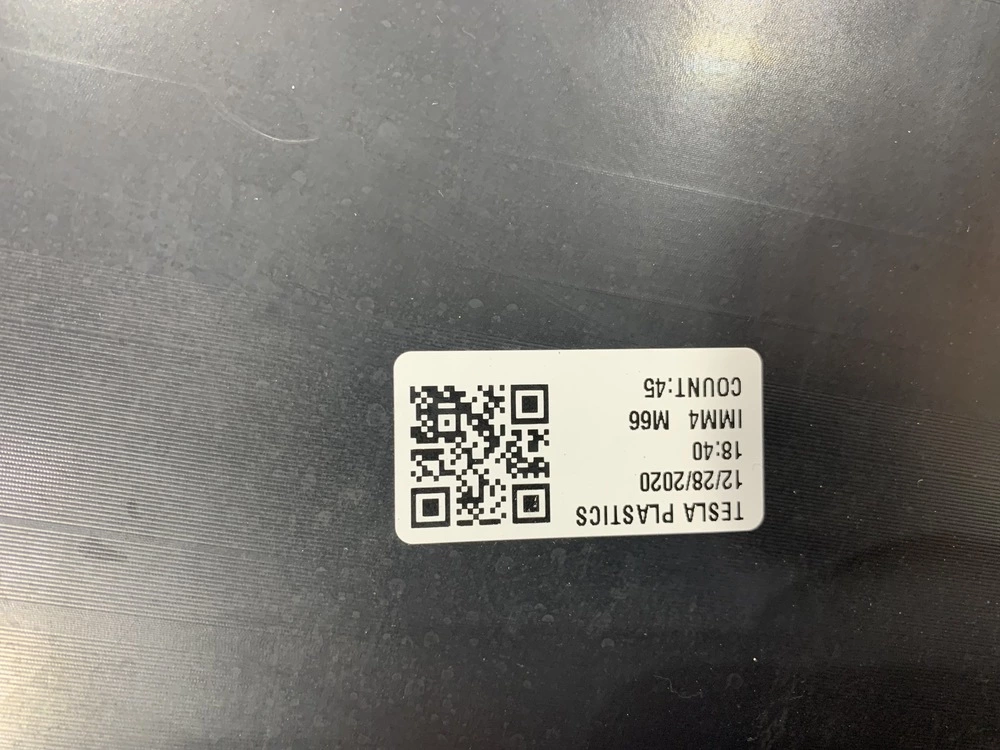 TESLA PLASTICS
12/28/2020
18:40
IMM4 M66
COUNT:45